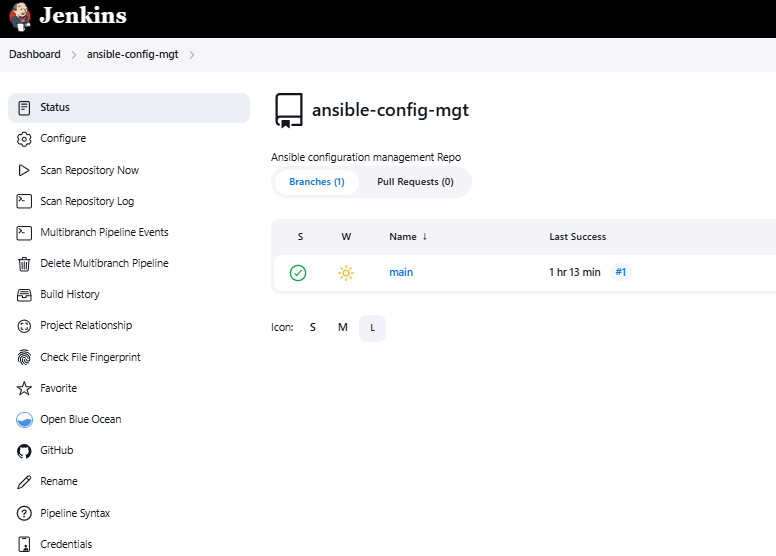 Jenkins
Dashboard > ansible-config-mgt >
Status
Configure
Scan Repository Now
Scan Repository Log
Multibranch Pipeline Events
Delete Multibranch Pipeline
Build History
Project Relationship
Check File Fingerprint
Favorite
Open Blue Ocean
GitHub
Rename
Pipeline Syntax
Credentials
ansible-config-mgt
Ansible configuration management Repo
Branches (1) Pull Requests (0)
S W Name ↓ Last Success
main 1 hr 13 min #1
Icon: S M L